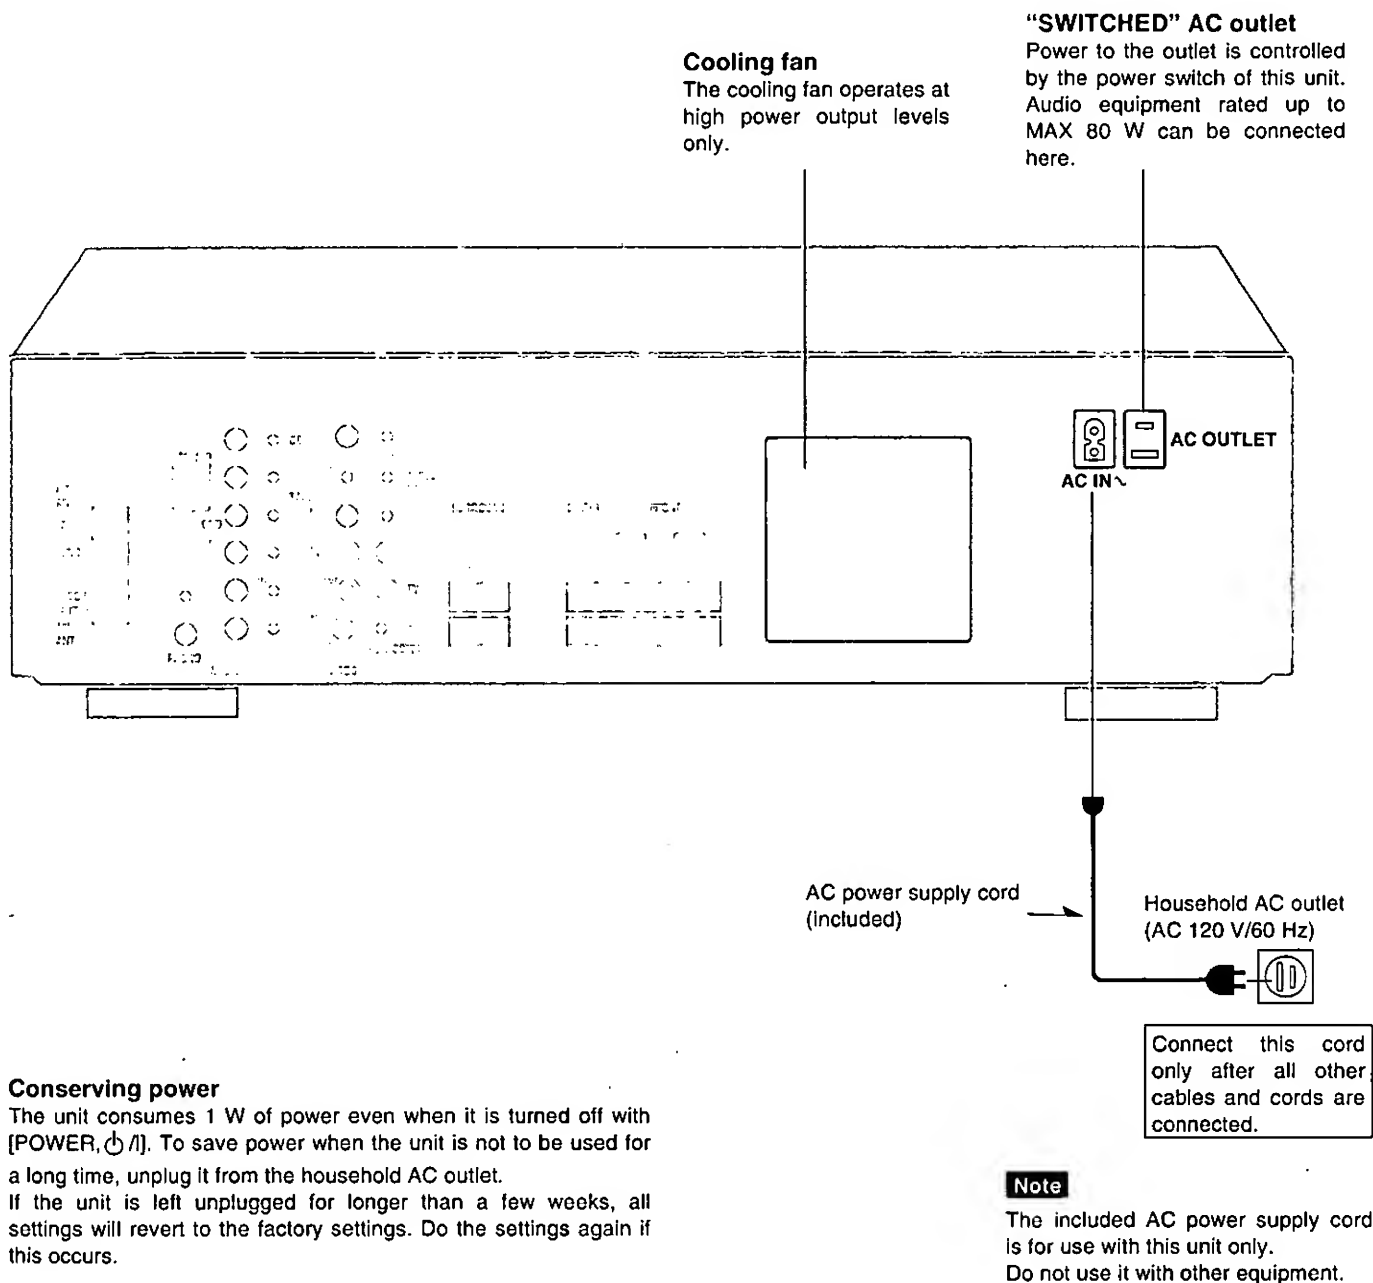 "SWITCHED" AC outlet
Power to the outlet is controlled
by the power switch of this unit.
Audio equipment rated up to
MAX 80 W can be connected
here.
Cooling fan
The cooling fan operates at
high power output levels
only.
AC OUTLET
AC IN~
AC power supply cord
(included)
Household AC outlet
(AC 120 V/60 Hz)
Connect this cord
only after all other
cables and cords are
connected.
Conserving power
The unit consumes 1 W of power even when it is turned off with
[POWER, ⏻/I]. To save power when the unit is not to be used for
a long time, unplug it from the household AC outlet.
If the unit is left unplugged for longer than a few weeks, all
settings will revert to the factory settings. Do the settings again if
this occurs.
Note
The included AC power supply cord
is for use with this unit only.
Do not use it with other equipment.